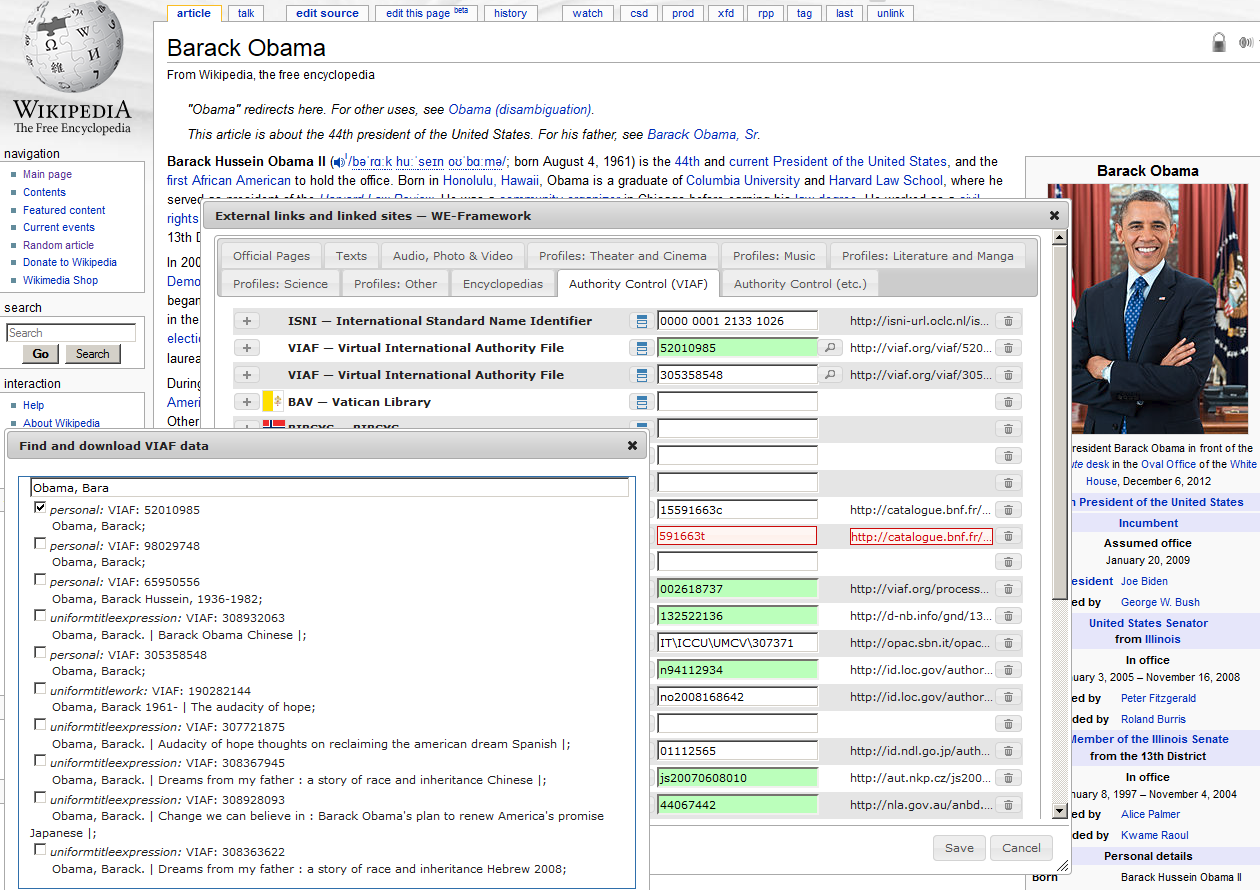 article talk edit source edit this page beta history watch csd prod xfd rpp tag last unlink
Barack Obama
From Wikipedia, the free encyclopedia
"Obama" redirects here. For other uses, see Obama (disambiguation).
This article is about the 44th president of the United States. For his father, see Barack Obama, Sr.
Barack Hussein Obama II (/bəˈrɑːk huːˈseɪn oʊˈbɑːmə/; born August 4, 1961) is the 44th and current President of the United States, and the
first African American to hold the office. Born in Honolulu, Hawaii, Obama is a graduate of Columbia University and Harvard Law School, where he
13th D
In 200
Demo
began
in the
electi
laurea
During
Ameri
Other
WIKIPEDIA
The Free Encyclopedia
navigation
Main page
Contents
Featured content
Current events
Random article
Donate to Wikipedia
Wikimedia Shop
search
Search
Go Search
interaction
Help
About Wikipedia
External links and linked sites — WE-Framework
Official Pages Texts Audio, Photo & Video Profiles: Theater and Cinema Profiles: Music Profiles: Literature and Manga
Profiles: Science Profiles: Other Encyclopedias Authority Control (VIAF) Authority Control (etc.)
ISNI — International Standard Name Identifier 0000 0001 2133 1026 http://isni-url.oclc.nl/is...
VIAF — Virtual International Authority File 52010985 http://viaf.org/viaf/520...
VIAF — Virtual International Authority File 305358548 http://viaf.org/viaf/305...
BAV — Vatican Library
15591663c http://catalogue.bnf.fr/...
591663t http://catalogue.bnf.fr/...
002618737 http://viaf.org/process...
132522136 http://d-nb.info/gnd/13...
IT\ICCU\UMCV\307371 http://opac.sbn.it/opac...
n94112934 http://id.loc.gov/author...
no2008168642 http://id.loc.gov/author...
01112565 http://id.ndl.go.jp/auth...
js20070608010 http://aut.nkp.cz/js200...
44067442 http://nla.gov.au/anbd...
Save Cancel
Find and download VIAF data
Obama, Bara
personal: VIAF: 52010985
Obama, Barack;
personal: VIAF: 98029748
Obama, Barack;
personal: VIAF: 65950556
Obama, Barack Hussein, 1936-1982;
uniformtitleexpression: VIAF: 308932063
Obama, Barack. | Barack Obama Chinese |;
personal: VIAF: 305358548
Obama, Barack;
uniformtitlework: VIAF: 190282144
Obama, Barack 1961- | The audacity of hope;
uniformtitleexpression: VIAF: 307721875
Obama, Barack. | Audacity of hope thoughts on reclaiming the american dream Spanish |;
uniformtitleexpression: VIAF: 308367945
Obama, Barack. | Dreams from my father : a story of race and inheritance Chinese |;
uniformtitleexpression: VIAF: 308928093
Obama, Barack. | Change we can believe in : Barack Obama's plan to renew America's promise
Japanese |;
uniformtitleexpression: VIAF: 308363622
Obama, Barack. | Dreams from my father : a story of race and inheritance Hebrew 2008;
Barack Obama
resident Barack Obama in front of the
desk in the Oval Office of the White
House, December 6, 2012
President of the United States
Incumbent
Assumed office
January 20, 2009
esident Joe Biden
ed by George W. Bush
United States Senator
from Illinois
In office
uary 3, 2005 – November 16, 2008
ed by Peter Fitzgerald
ded by Roland Burris
Member of the Illinois Senate
from the 13th District
In office
uary 8, 1997 – November 4, 2004
ed by Alice Palmer
ded by Kwame Raoul
Personal details
Born Barack Hussein Obama II